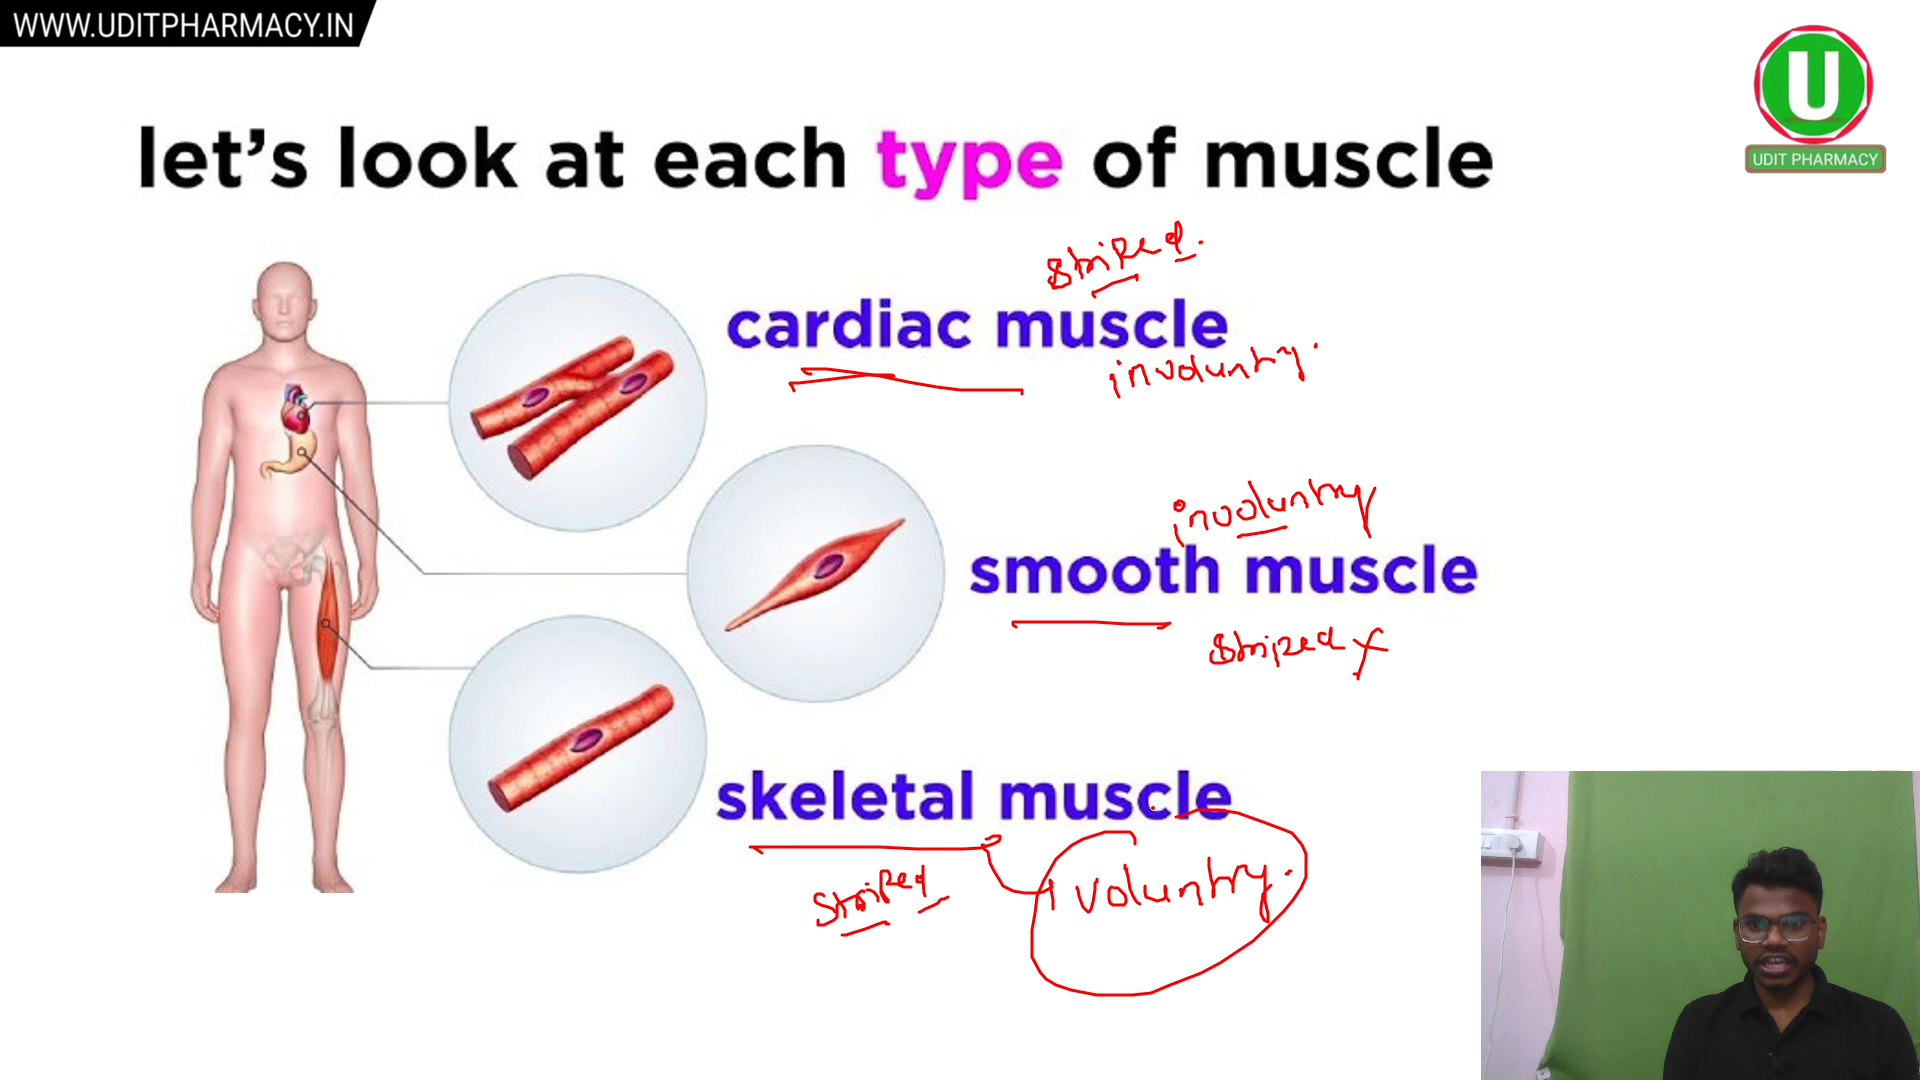 WWW.UDITPHARMACY.IN
U
UDIT PHARMACY
let's look at each type of muscle
Striped.
cardiac muscle
involuntry.
involuntry
smooth muscle
Striped X
skeletal muscle
Striped
voluntry.